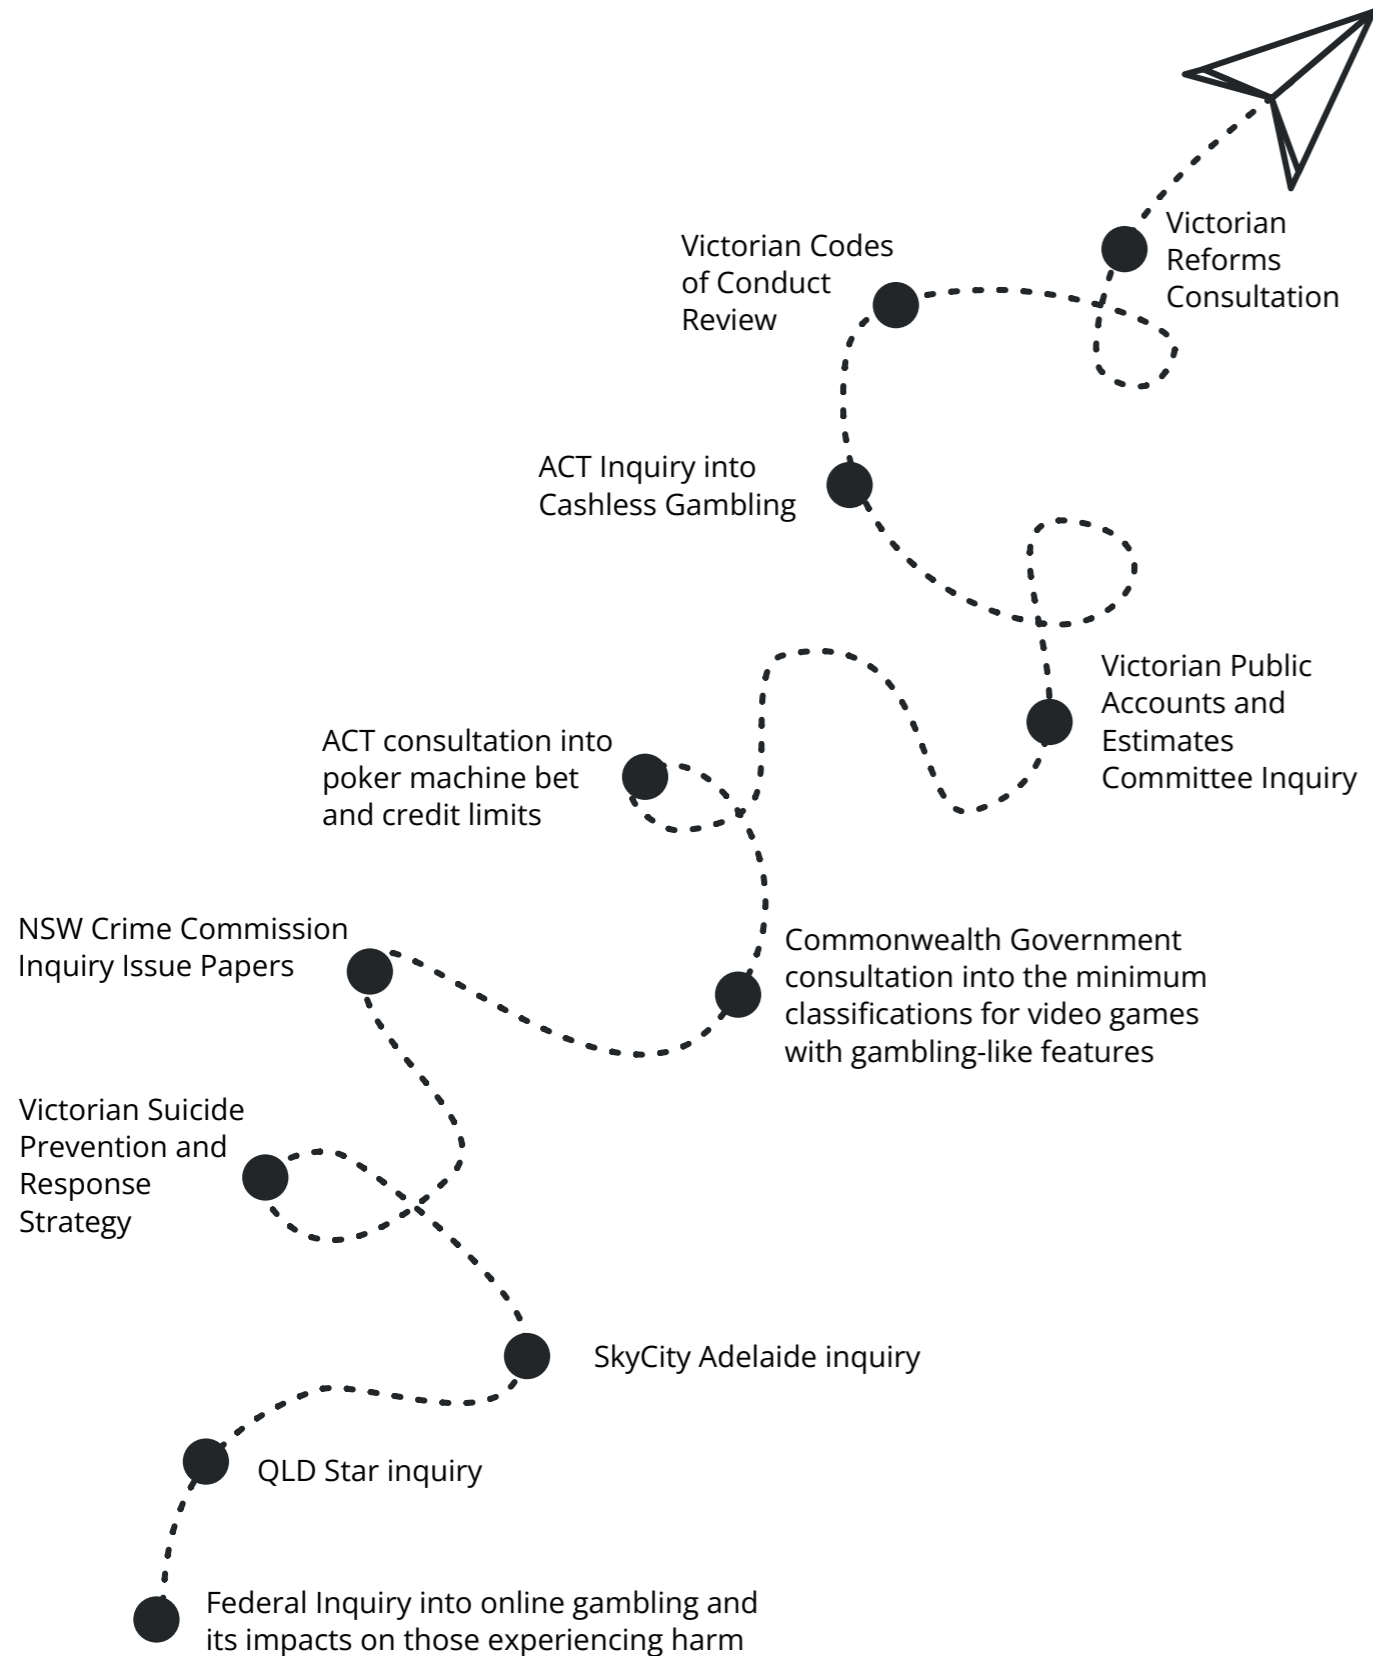 Victorian
Reforms
Consultation
Victorian Codes
of Conduct
Review
ACT Inquiry into
Cashless Gambling
Victorian Public
Accounts and
Estimates
Committee Inquiry
ACT consultation into
poker machine bet
and credit limits
NSW Crime Commission
Inquiry Issue Papers
Commonwealth Government
consultation into the minimum
classifications for video games
with gambling-like features
Victorian Suicide
Prevention and
Response
Strategy
SkyCity Adelaide inquiry
QLD Star inquiry
Federal Inquiry into online gambling and
its impacts on those experiencing harm